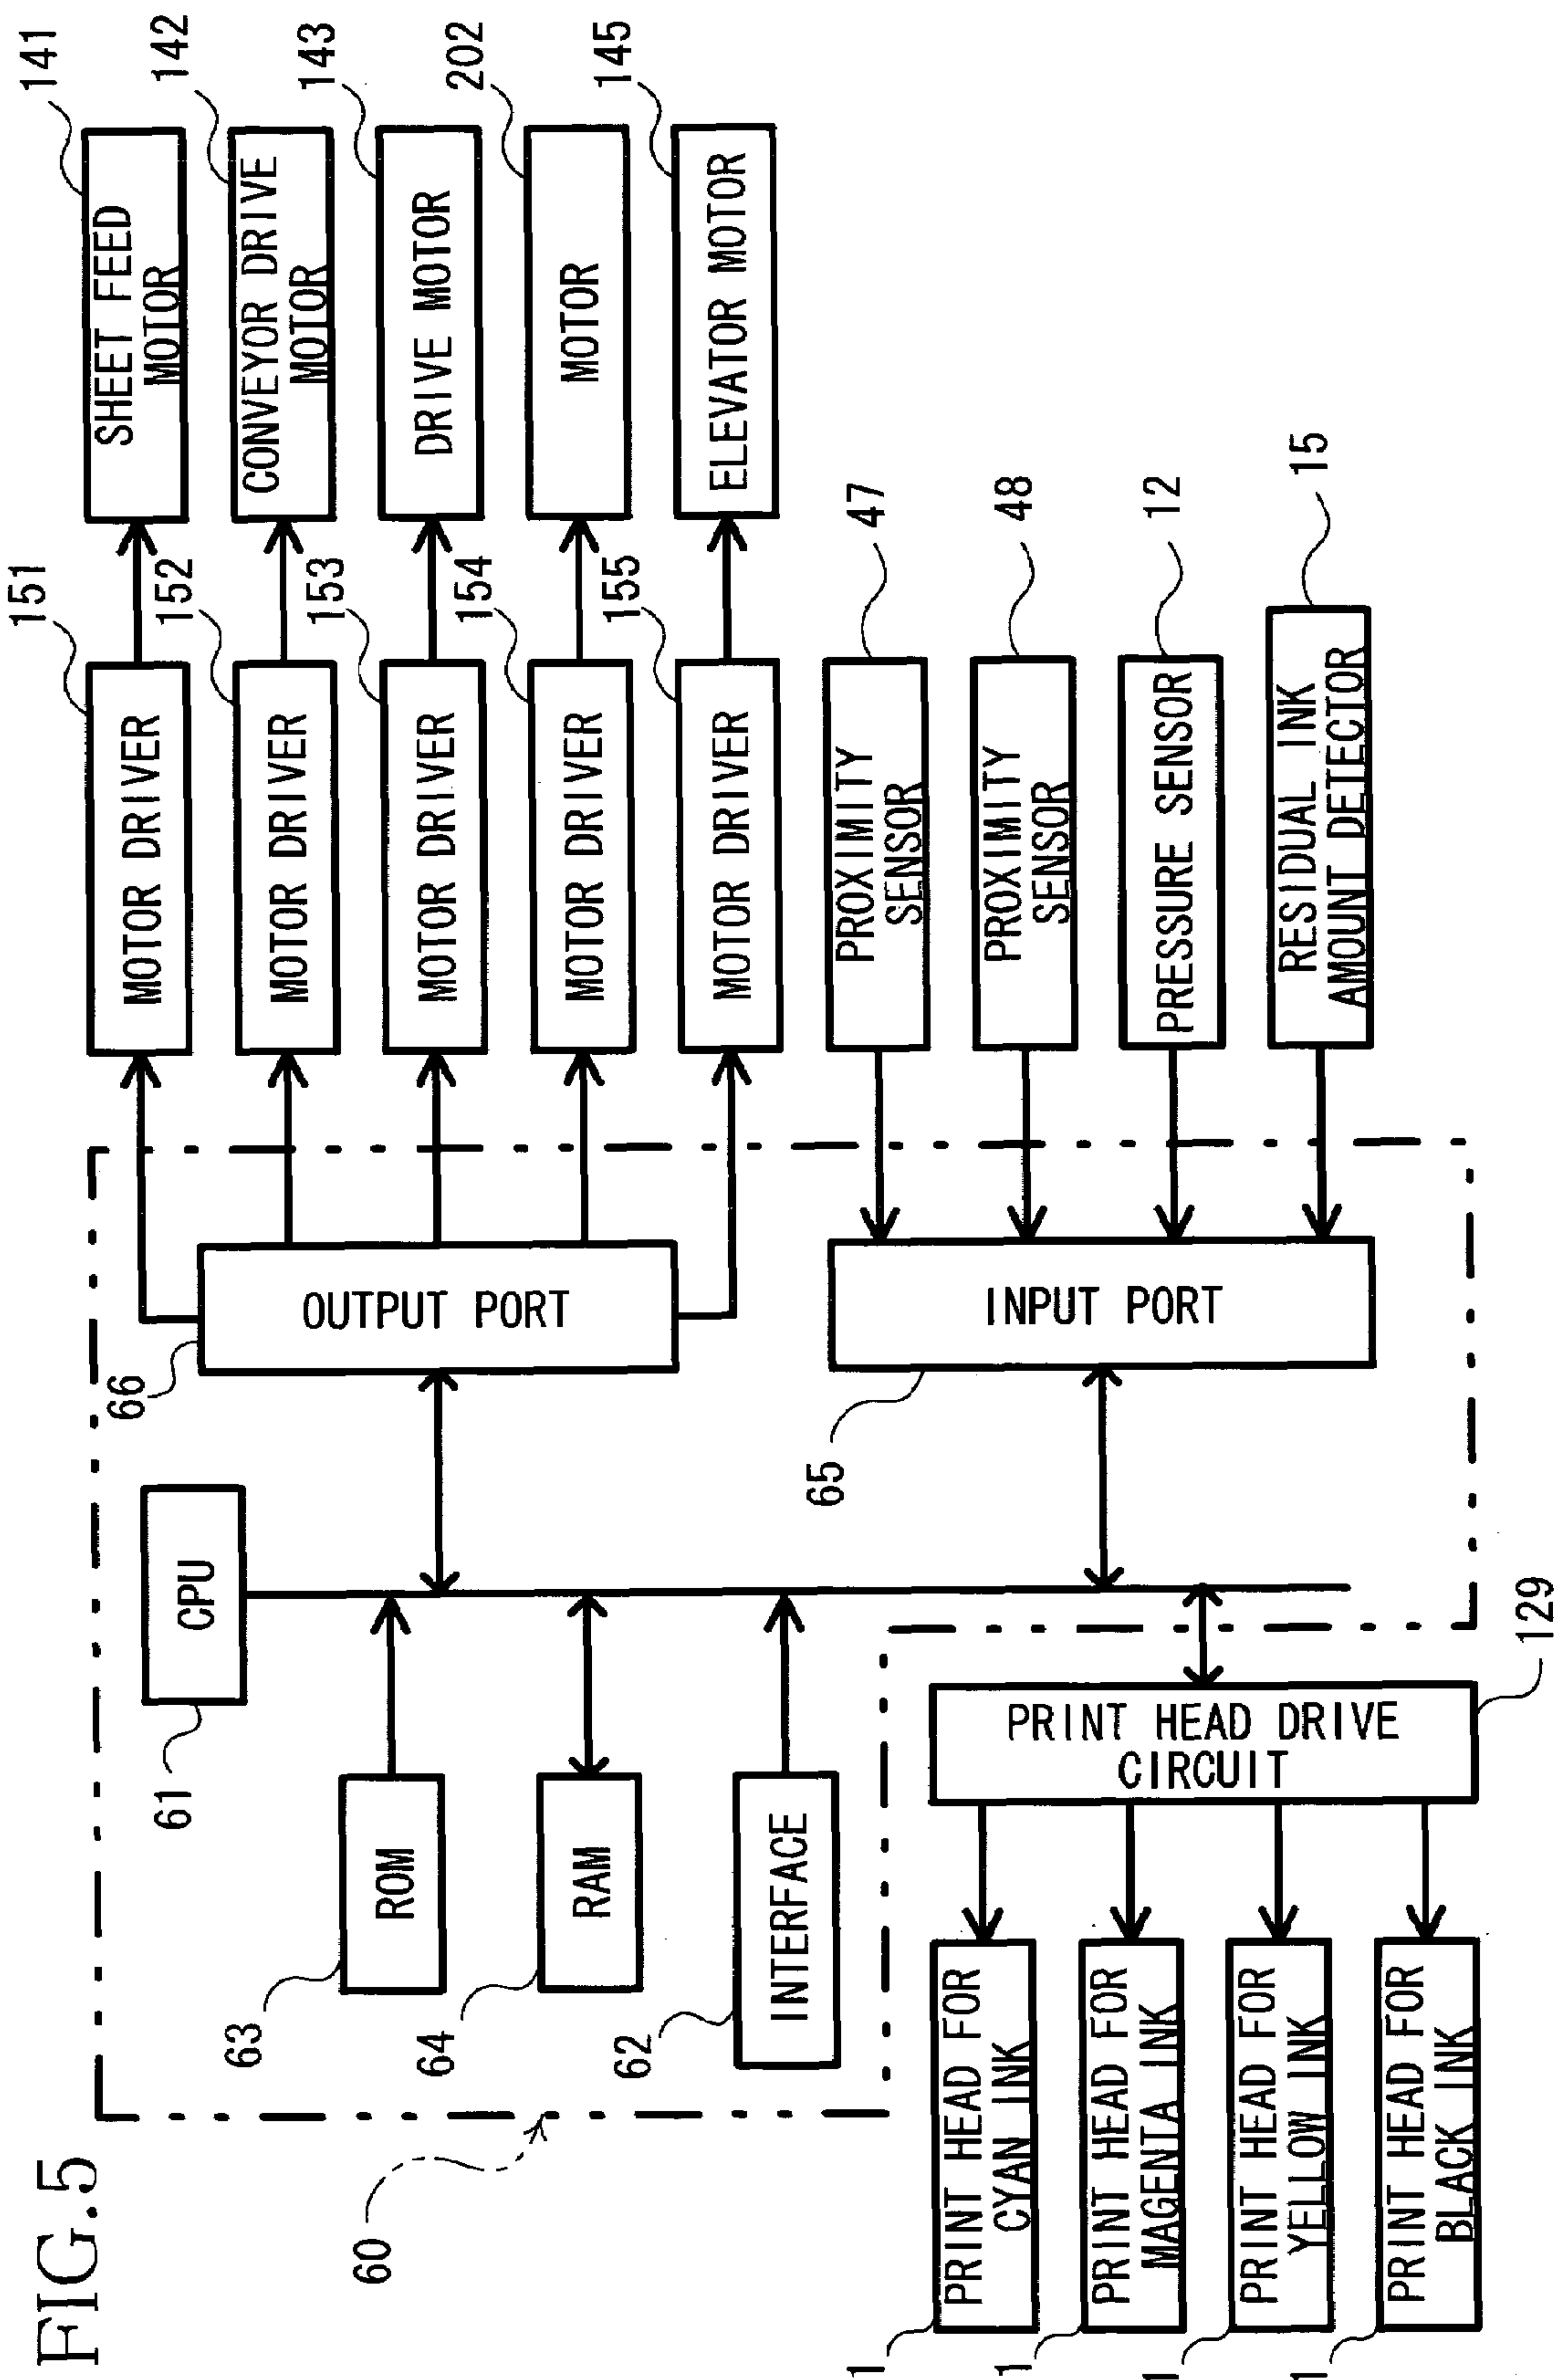 FIG.5
60
61
CPU
63
ROM
64
RAM
62
INTERFACE
66
OUTPUT PORT
65
INPUT PORT
151
MOTOR DRIVER
152
MOTOR DRIVER
153
MOTOR DRIVER
154
MOTOR DRIVER
155
MOTOR DRIVER
141
SHEET FEED
MOTOR
142
CONVEYOR DRIVE
MOTOR
143
DRIVE MOTOR
202
MOTOR
145
ELEVATOR MOTOR
47
PROXIMITY
SENSOR
48
PROXIMITY
SENSOR
12
PRESSURE SENSOR
15
RESIDUAL INK
AMOUNT DETECTOR
129
PRINT HEAD DRIVE
CIRCUIT
1
PRINT HEAD FOR
CYAN INK
1
PRINT HEAD FOR
MAGENIA INK
1
PRINT HEAD FOR
YELLOW INK
1
PRINT HEAD FOR
BLACK INK